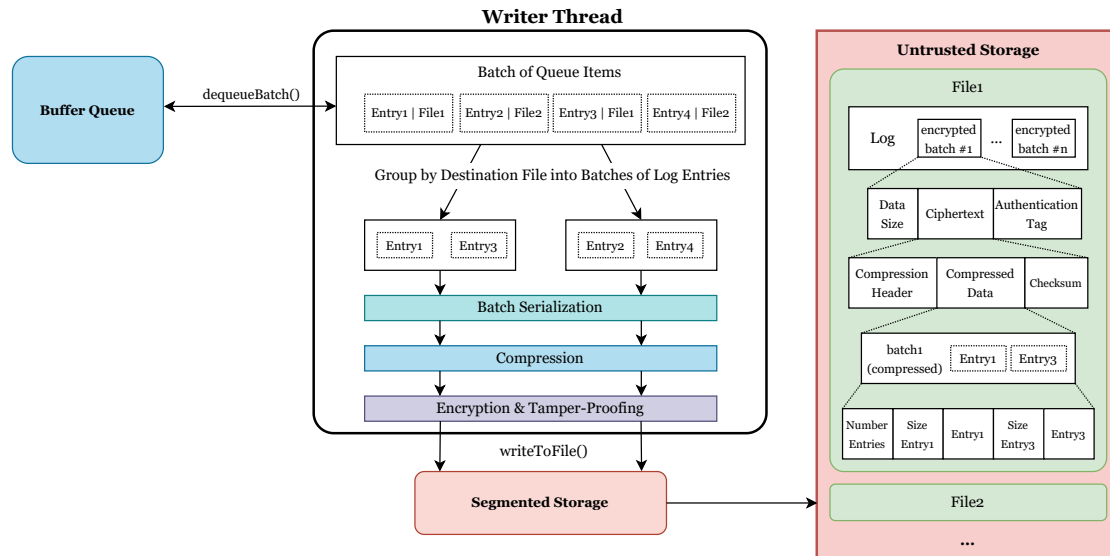 Writer Thread
Buffer Queue
dequeueBatch()
Batch of Queue Items
Entry1 | File1
Entry2 | File2
Entry3 | File1
Entry4 | File2
Group by Destination File into Batches of Log Entries
Entry1
Entry3
Entry2
Entry4
Batch Serialization
Compression
Encryption & Tamper-Proofing
writeToFile()
Segmented Storage
Untrusted Storage
File1
Log
encrypted
batch #1
...
encrypted
batch #n
Data
Size
Ciphertext
Authentication
Tag
Compression
Header
Compressed
Data
Checksum
batch1
(compressed)
Entry1
Entry3
Number
Entries
Size
Entry1
Entry1
Size
Entry3
Entry3
File2
...